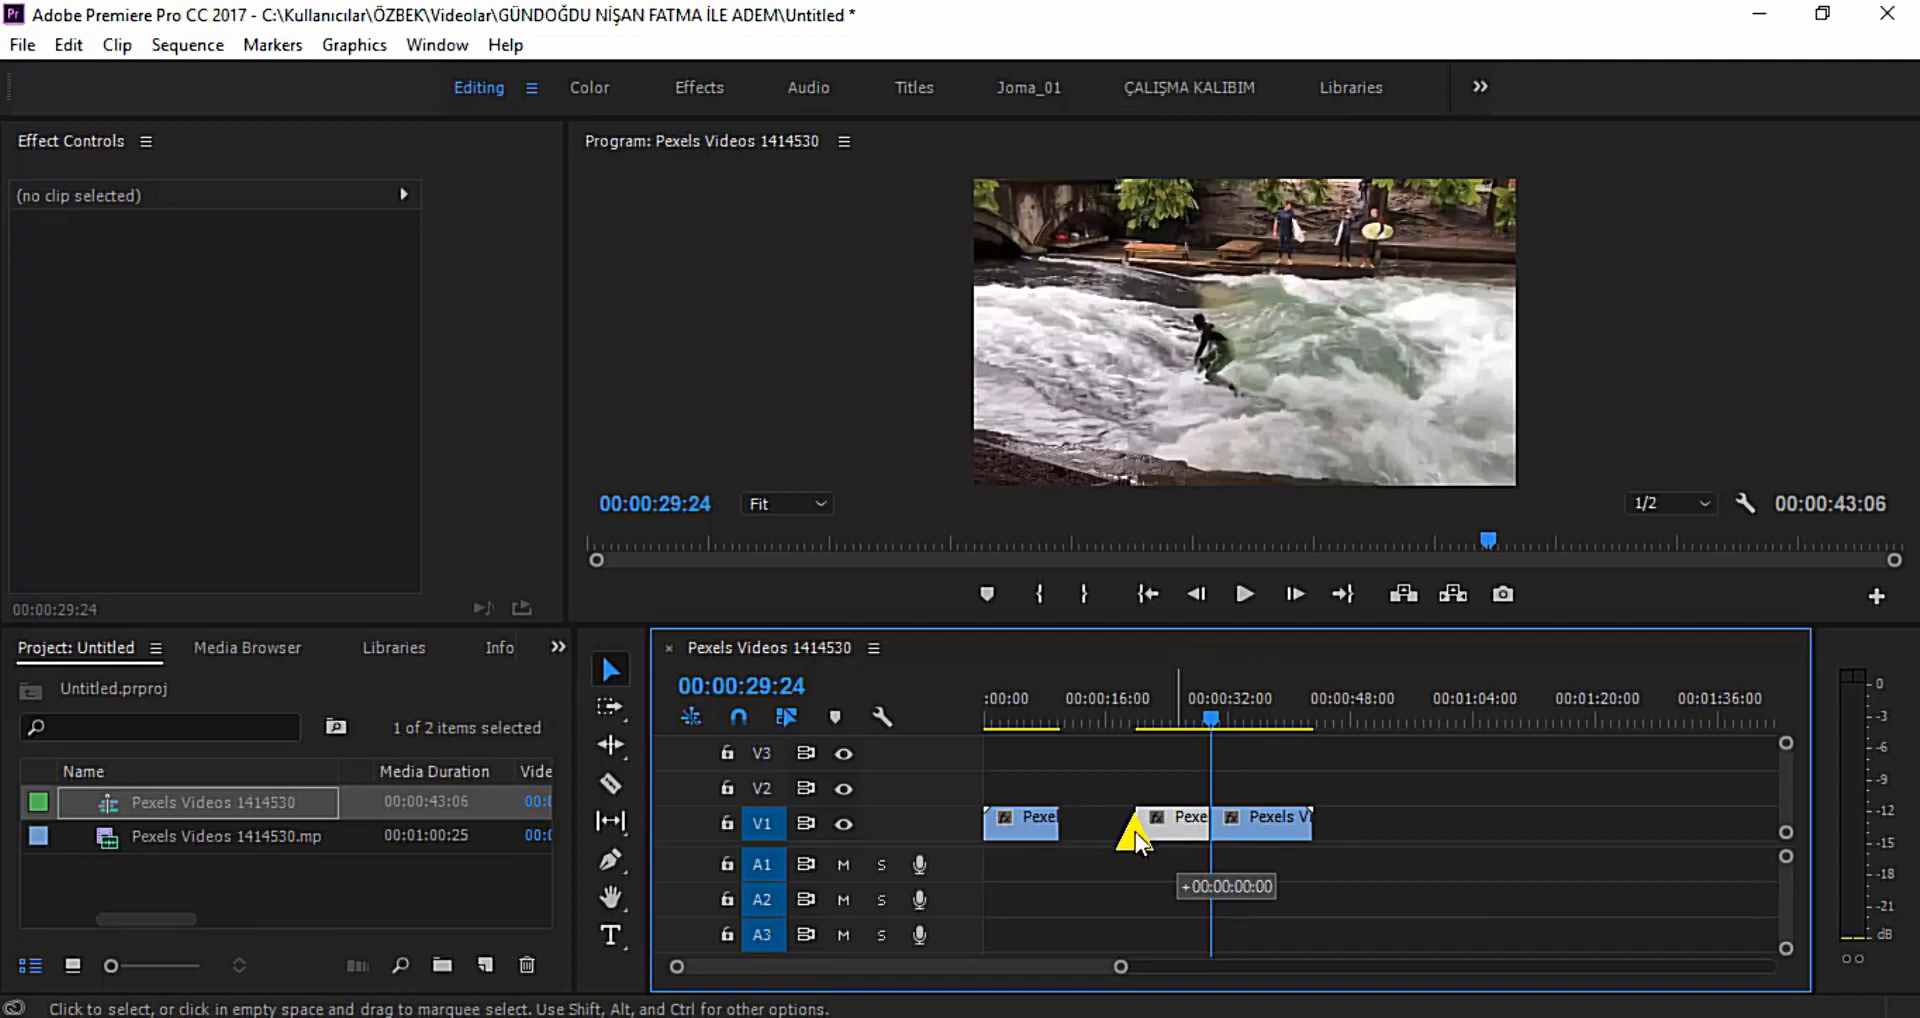 Pr Adobe Premiere Pro CC 2017 - C:\Kullanıcılar\ÖZBEK\Videolar\GÜNDOĞDU NİŞAN FATMA İLE ADEM\Untitled *
File Edit Clip Sequence Markers Graphics Window Help
Editing Color Effects Audio Titles Joma_01 ÇALIŞMA KALIBIM Libraries
Effect Controls
Program: Pexels Videos 1414530
(no clip selected)
00:00:29:24 Fit 1/2 00:00:43:06
00:00:29:24
Project: Untitled Media Browser Libraries Info
Untitled.prproj
1 of 2 items selected
Name Media Duration Vide
Pexels Videos 1414530 00:00:43:06 00:0
Pexels Videos 1414530.mp 00:01:00:25 00:0
Pexels Videos 1414530
00:00:29:24
:00:00 00:00:16:00 00:00:32:00 00:00:48:00 00:01:04:00 00:01:20:00 00:01:36:00
V3
V2
V1 fx Pexel fx Pexe fx Pexels Vi
+00:00:00:00
A1 M S
A2 M S
A3 M S
T
0
-3
-6
-9
-12
-15
-18
-21
dB
Click to select, or click in empty space and drag to marquee select. Use Shift, Alt, and Ctrl for other options.